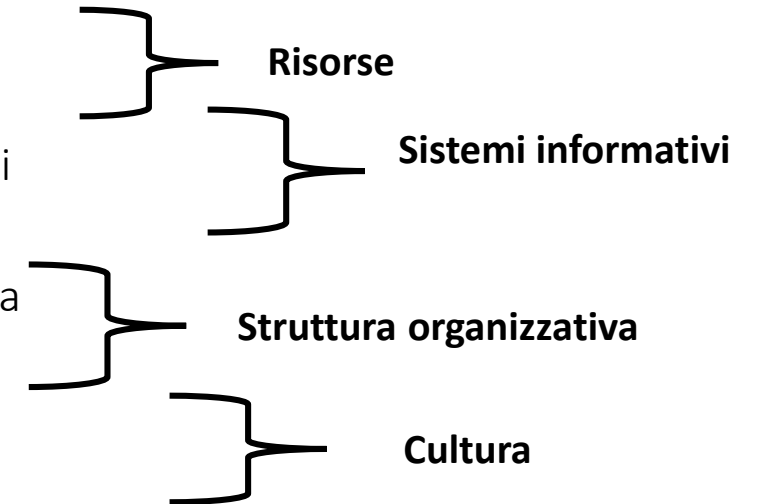 Risorse
Sistemi informativi
i
a
Struttura organizzativa
Cultura